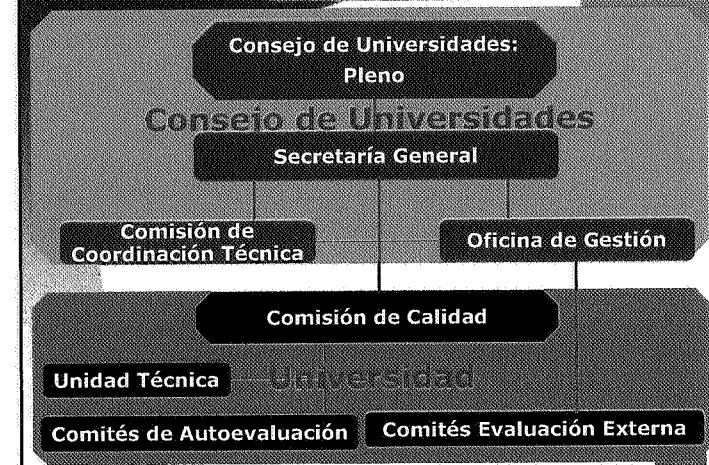 Consejo de Universidades:
Pleno
Consejo de Universidades
Secretaría General
Comisión de
Coordinación Técnica
Oficina de Gestión
Comisión de Calidad
Unidad Técnica
Universidad
Comités de Autoevaluación
Comités Evaluación Externa